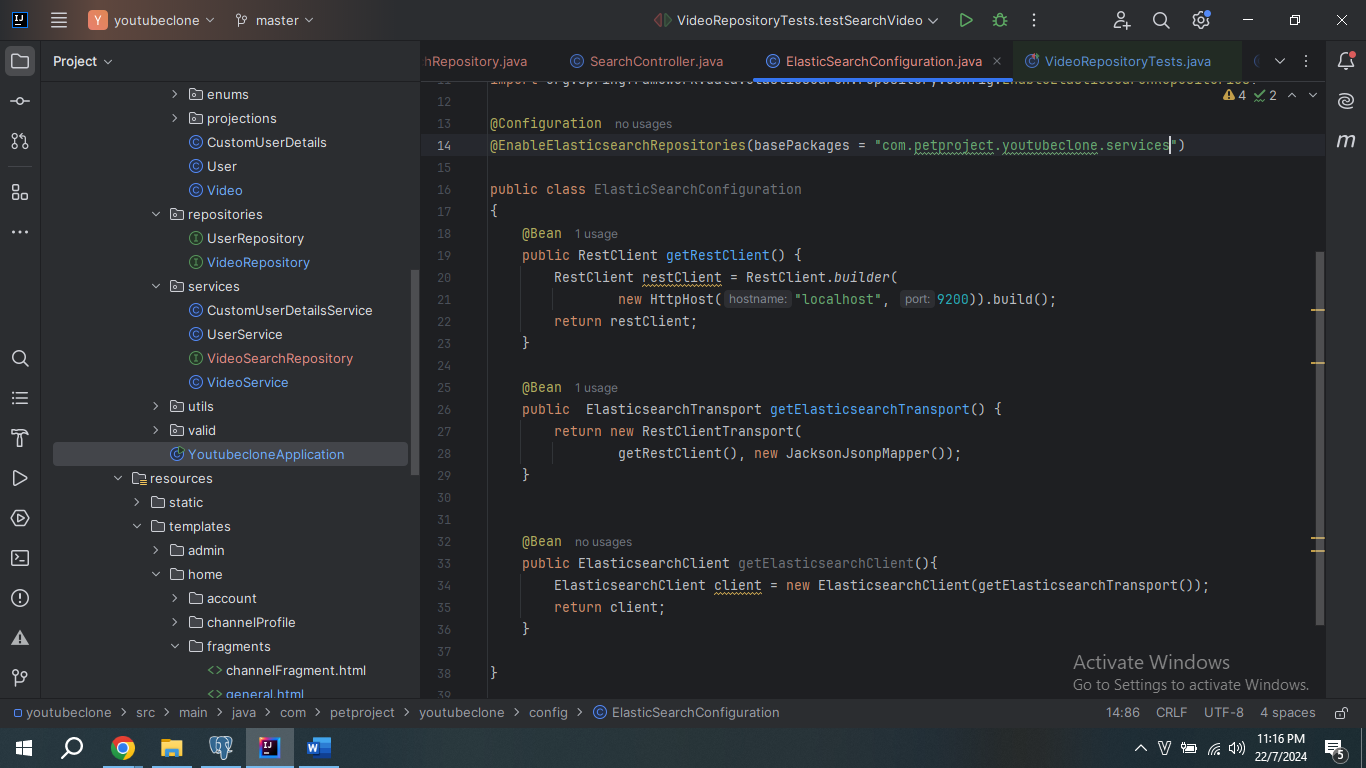 Y youtubeclone master VideoRepositoryTests.testSearchVideo
Project
hRepository.java SearchController.java ElasticSearchConfiguration.java VideoRepositoryTests.java
enums
projections
CustomUserDetails
User
Video
repositories
UserRepository
VideoRepository
services
CustomUserDetailsService
UserService
VideoSearchRepository
VideoService
utils
valid
YoutubecloneApplication
resources
static
templates
admin
home
account
channelProfile
fragments
channelFragment.html
general.html
4 2
12
13 @Configuration no usages
14 @EnableElasticsearchRepositories(basePackages = "com.petproject.youtubeclone.services")
15
16 public class ElasticSearchConfiguration
17 {
18 @Bean 1 usage
19 public RestClient getRestClient() {
20 RestClient restClient = RestClient.builder(
21 new HttpHost( hostname: "localhost", port: 9200)).build();
22 return restClient;
23 }
24
25 @Bean 1 usage
26 public ElasticsearchTransport getElasticsearchTransport() {
27 return new RestClientTransport(
28 getRestClient(), new JacksonJsonpMapper());
29 }
30
31
32 @Bean no usages
33 public ElasticsearchClient getElasticsearchClient(){
34 ElasticsearchClient client = new ElasticsearchClient(getElasticsearchTransport());
35 return client;
36 }
37
38 }
39
Activate Windows
Go to Settings to activate Windows.
youtubeclone > src > main > java > com > petproject > youtubeclone > config > ElasticSearchConfiguration 14:86 CRLF UTF-8 4 spaces
11:16 PM
22/7/2024
5